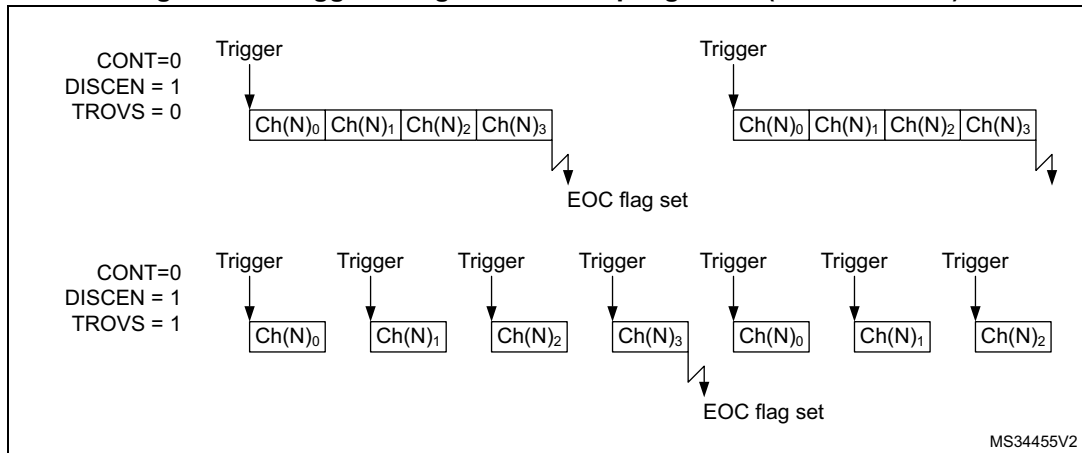 Trigger Trigger
CONT=0
DISCEN = 1
TROVS = 0
Ch(N)₀ Ch(N)₁ Ch(N)₂ Ch(N)₃ Ch(N)₀ Ch(N)₁ Ch(N)₂ Ch(N)₃
EOC flag set
Trigger Trigger Trigger Trigger Trigger Trigger Trigger
CONT=0
DISCEN = 1
TROVS = 1
Ch(N)₀ Ch(N)₁ Ch(N)₂ Ch(N)₃ Ch(N)₀ Ch(N)₁ Ch(N)₂
EOC flag set
MS34455V2